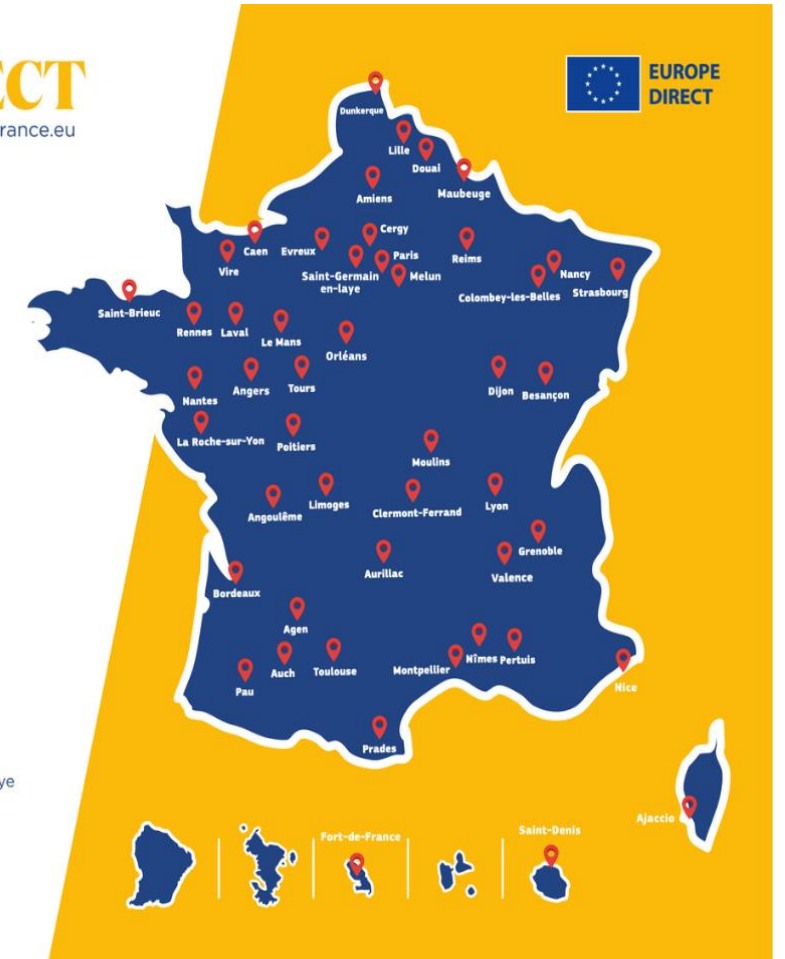 ECT
rance.eu
EUROPE
DIRECT
Dunkerque
Lille
Douai
Maubeuge
Amiens
Cergy
Caen
Evreux
Paris
Reims
Vire
Saint-Germain
en-laye
Melun
Nancy
Colombey-les-Belles
Strasbourg
Saint-Brieuc
Rennes
Laval
Le Mans
Orléans
Nantes
Angers
Tours
Dijon
Besançon
La Roche-sur-Yon
Poitiers
Moulins
Angoulême
Limoges
Clermont-Ferrand
Lyon
Grenoble
Aurillac
Valence
Bordeaux
Agen
Auch
Toulouse
Montpellier
Nîmes
Pertuis
Pau
Nice
Prades
ye
Ajaccio
Fort-de-France
Saint-Denis